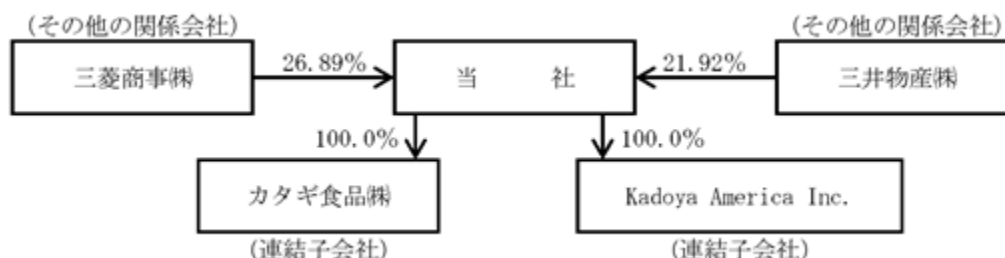 (その他の関係会社)
(その他の関係会社)
三菱商事㈱
26.89%
当 社
21.92%
三井物産㈱
100.0%
100.0%
カタギ食品㈱
Kadoya America Inc.
(連結子会社)
(連結子会社)